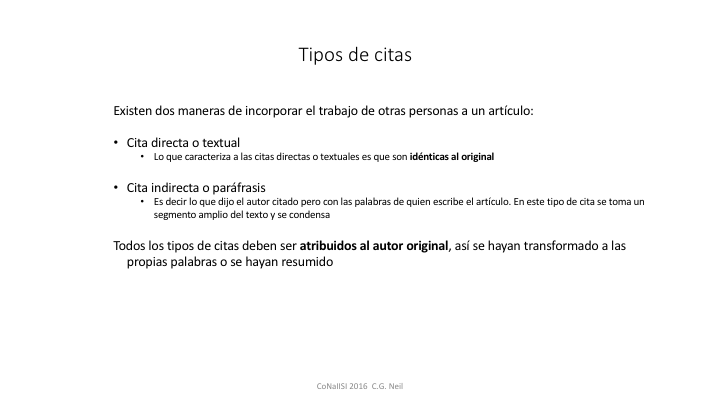 Tipos de citas
Existen dos maneras de incorporar el trabajo de otras personas a un artículo:
• Cita directa o textual
• Lo que caracteriza a las citas directas o textuales es que son idénticas al original
• Cita indirecta o paráfrasis
• Es decir lo que dijo el autor citado pero con las palabras de quien escribe el artículo. En este tipo de cita se toma un
segmento amplio del texto y se condensa
Todos los tipos de citas deben ser atribuidos al autor original, así se hayan transformado a las
propias palabras o se hayan resumido
CoNaIISI 2016  C.G. Neil